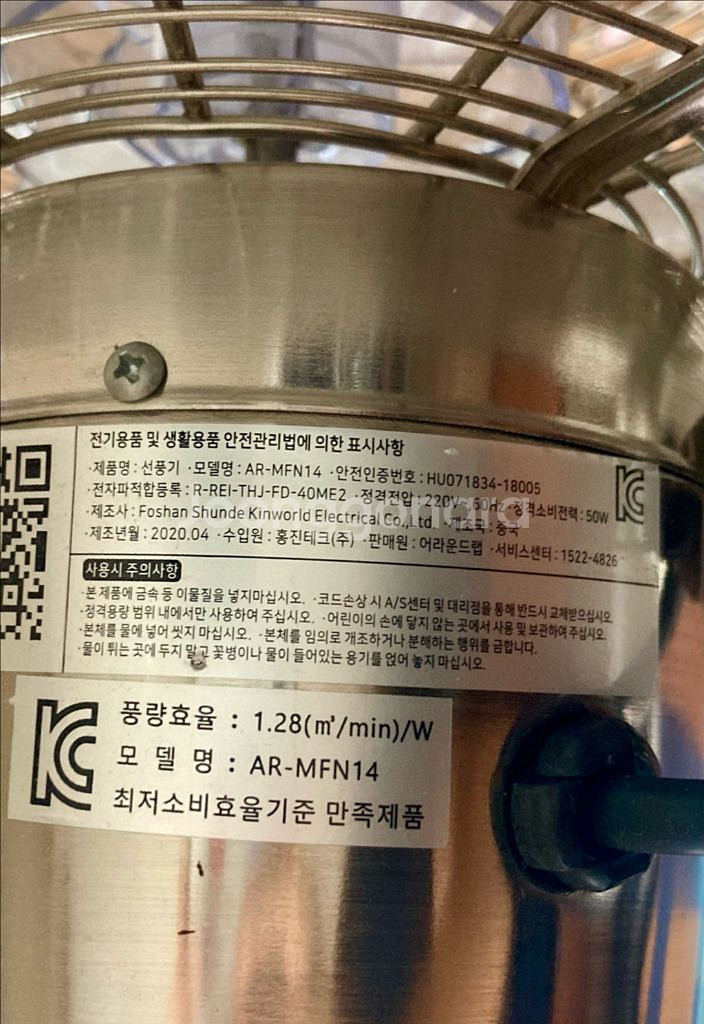 전기용품 및 생활용품 안전관리법에 의한 표시사항
·제품명 : 선풍기 ·모델명 : AR-MFN14 ·안전인증번호 : HU071834-18005
·전자파적합등록 : R-REI-THJ-FD-40ME2 ·정격전압 : 220V~60Hz ·정격소비전력 : 50W
·제조사 : Foshan Shunde Kinworld Electrical Co., Ltd. ·제조국 : 중국
·제조년월 : 2020.04 ·수입원 : 홍진테크(주) ·판매원 : 어라운드랩 ·서비스센터 : 1522-4826
사용시 주의사항
·본 제품에 금속 등 이물질을 넣지마십시오. ·코드손상 시 A/S센터 및 대리점을 통해 반드시 교체받으십시오.
·정격용량 범위 내에서만 사용하여 주십시오. ·어린이의 손에 닿지 않는 곳에서 사용 및 보관하여 주십시오.
·본체를 물에 넣어 씻지 마십시오. ·본체를 임의로 개조하거나 분해하는 행위를 금합니다.
·물이 튀는 곳에 두지 말고 꽃병이나 물이 들어있는 용기를 얹어 놓지 마십시오.
풍량효율 : 1.28(㎥/min)/W
모 델 명 : AR-MFN14
최저소비효율기준 만족제품